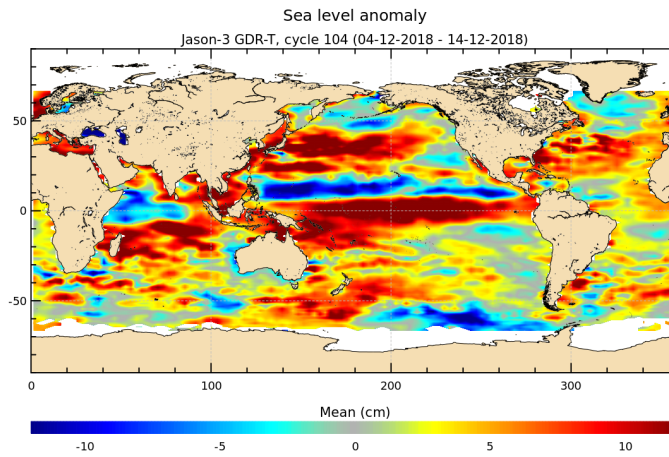 Sea level anomaly
Jason-3 GDR-T, cycle 104 (04-12-2018 - 14-12-2018)
50
0
-50
0 100 200 300
Mean (cm)
-10 -5 0 5 10